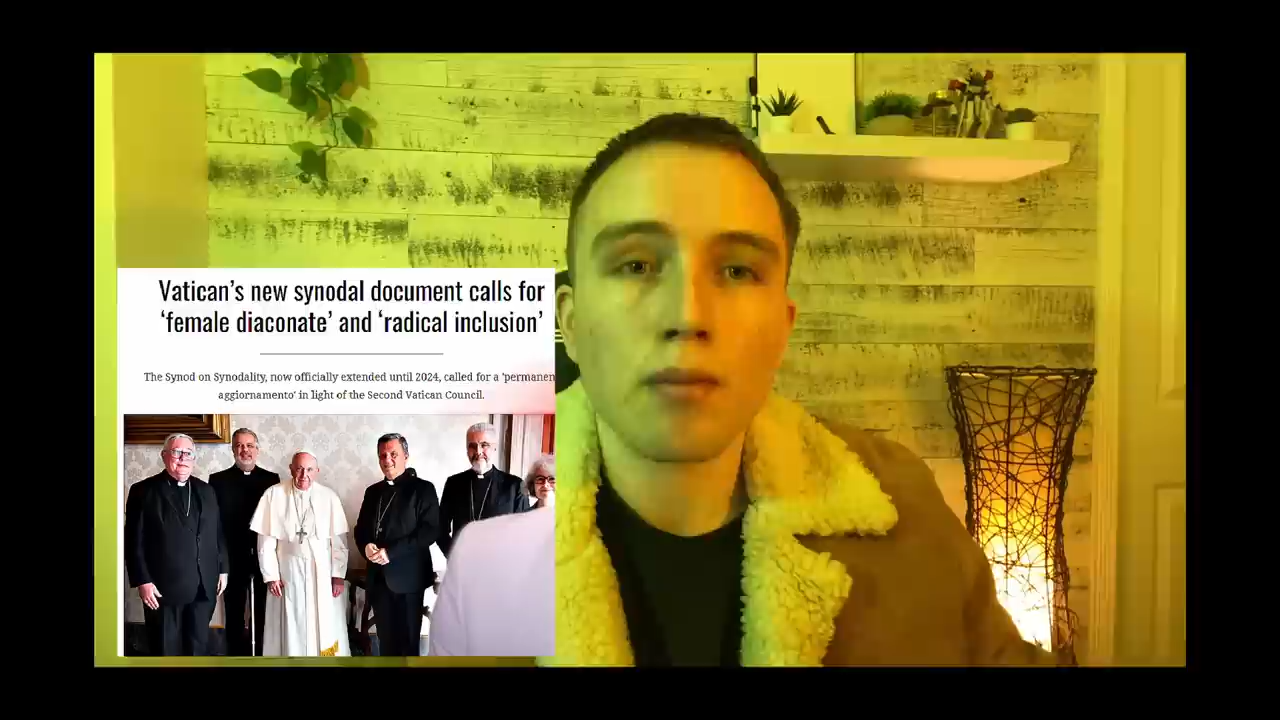 Vatican's new synodal document calls for
‘female diaconate’ and ‘radical inclusion’
The Synod on Synodality, now officially extended until 2024, called for a 'permanen
aggiornamento' in light of the Second Vatican Council.